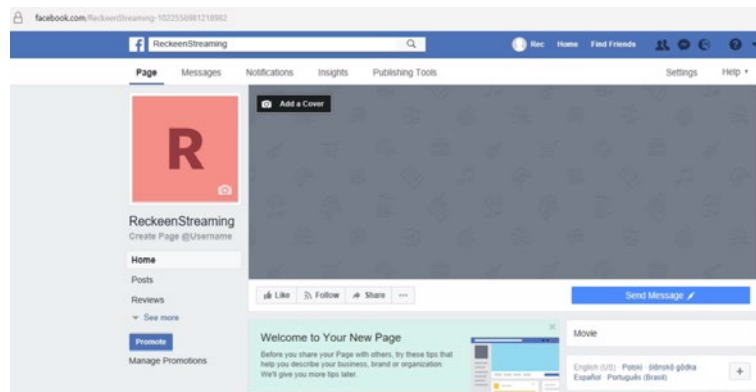 facebook.com/ReckeenStreaming-1022550981218982
ReckeenStreaming
Rec Home Find Friends
Page Messages Notifications Insights Publishing Tools Settings Help
Add a Cover
R
ReckeenStreaming
Create Page @Username
Home
Posts
Reviews
See more
Promote
Manage Promotions
Like Follow Share ...
Send Message
Welcome to Your New Page
Before you share your Page with others, try these tips that
help you describe your business, brand or organization.
We'll give you more tips later.
Movie
English (US) · Polski · ślōnskŏ gŏdka
Español · Português (Brasil)